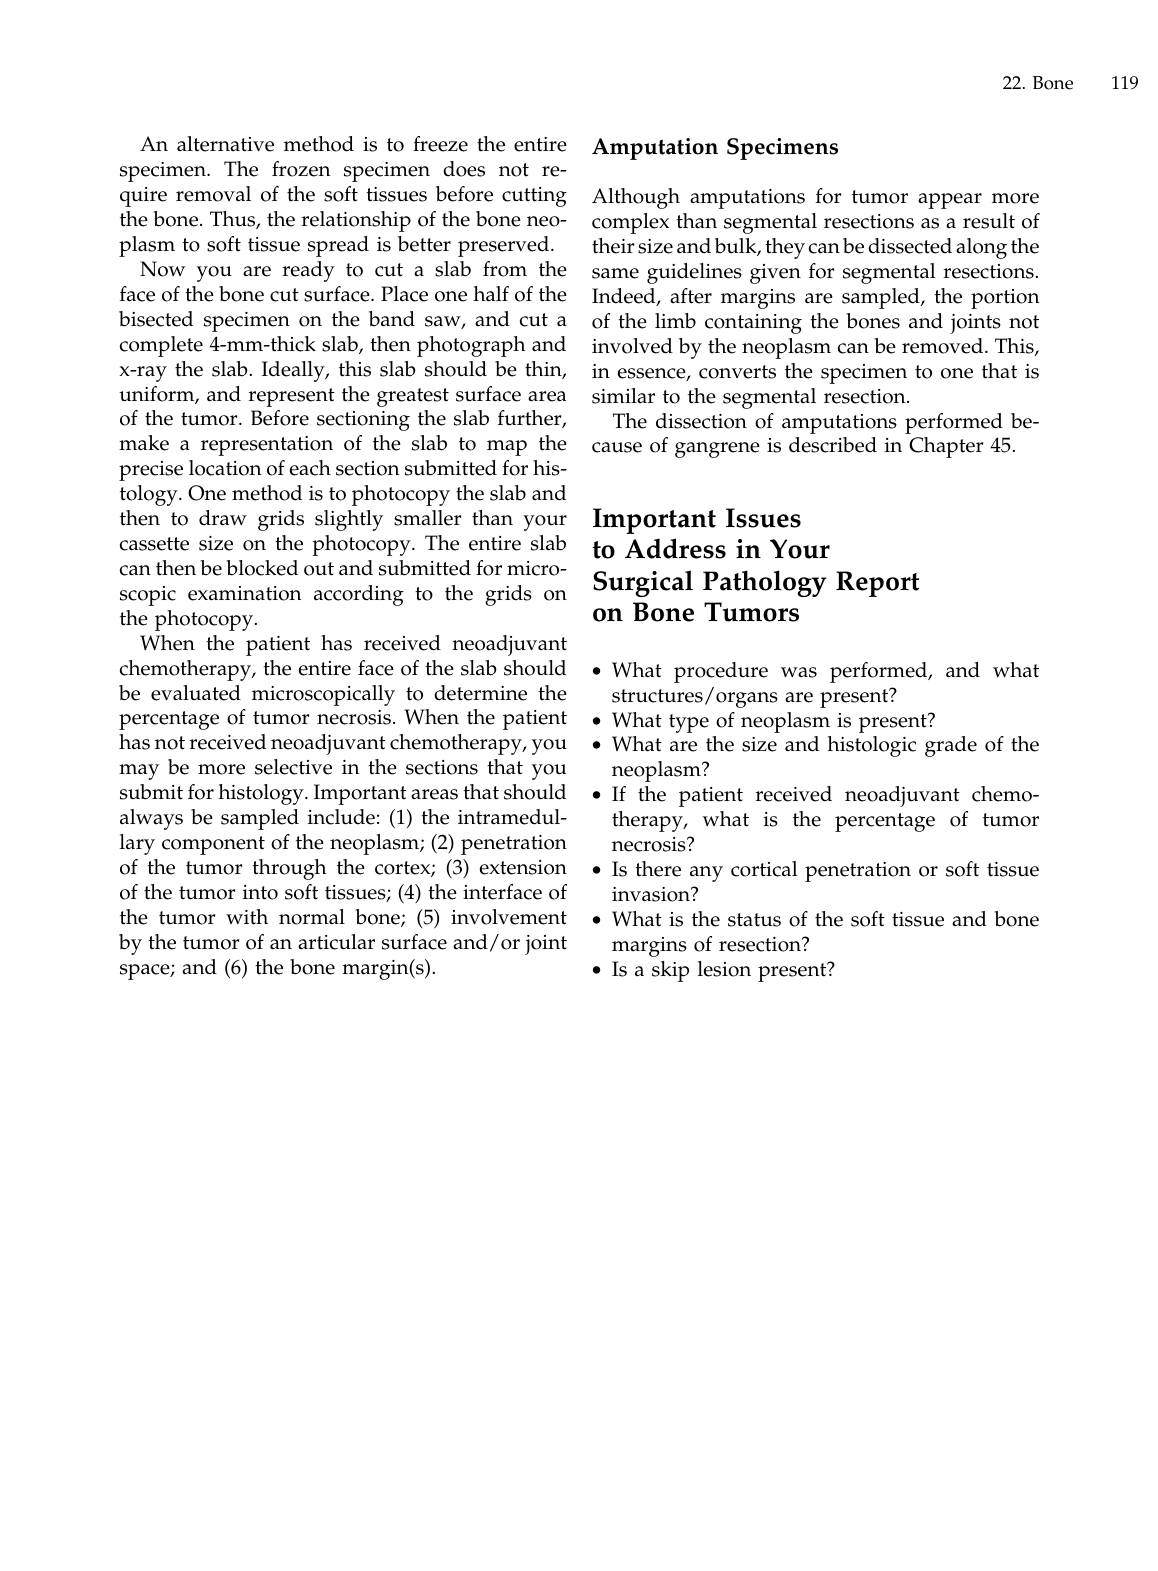 22. Bone 119
An alternative method is to freeze the entire
specimen. The frozen specimen does not re-
quire removal of the soft tissues before cutting
the bone. Thus, the relationship of the bone neo-
plasm to soft tissue spread is better preserved.
Now you are ready to cut a slab from the
face of the bone cut surface. Place one half of the
bisected specimen on the band saw, and cut a
complete 4-mm-thick slab, then photograph and
x-ray the slab. Ideally, this slab should be thin,
uniform, and represent the greatest surface area
of the tumor. Before sectioning the slab further,
make a representation of the slab to map the
precise location of each section submitted for his-
tology. One method is to photocopy the slab and
then to draw grids slightly smaller than your
cassette size on the photocopy. The entire slab
can then be blocked out and submitted for micro-
scopic examination according to the grids on
the photocopy.
When the patient has received neoadjuvant
chemotherapy, the entire face of the slab should
be evaluated microscopically to determine the
percentage of tumor necrosis. When the patient
has not received neoadjuvant chemotherapy, you
may be more selective in the sections that you
submit for histology. Important areas that should
always be sampled include: (1) the intramedul-
lary component of the neoplasm; (2) penetration
of the tumor through the cortex; (3) extension
of the tumor into soft tissues; (4) the interface of
the tumor with normal bone; (5) involvement
by the tumor of an articular surface and/or joint
space; and (6) the bone margin(s).
Amputation Specimens
Although amputations for tumor appear more
complex than segmental resections as a result of
their size and bulk, they can be dissected along the
same guidelines given for segmental resections.
Indeed, after margins are sampled, the portion
of the limb containing the bones and joints not
involved by the neoplasm can be removed. This,
in essence, converts the specimen to one that is
similar to the segmental resection.
The dissection of amputations performed be-
cause of gangrene is described in Chapter 45.
Important Issues
to Address in Your
Surgical Pathology Report
on Bone Tumors
• What procedure was performed, and what
structures/organs are present?
• What type of neoplasm is present?
• What are the size and histologic grade of the
neoplasm?
• If the patient received neoadjuvant chemo-
therapy, what is the percentage of tumor
necrosis?
• Is there any cortical penetration or soft tissue
invasion?
• What is the status of the soft tissue and bone
margins of resection?
• Is a skip lesion present?